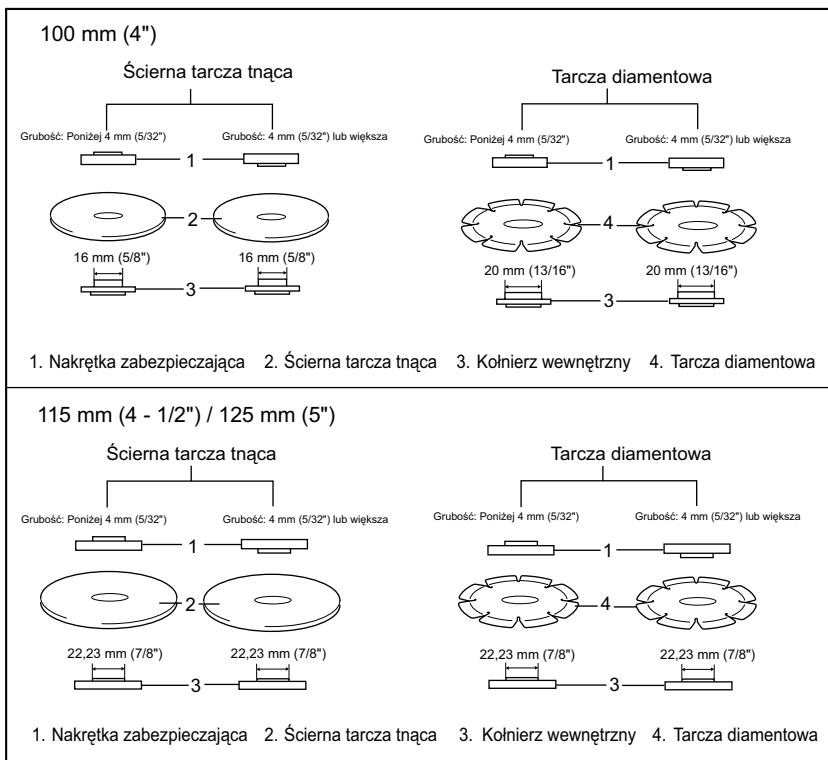 100 mm (4")
Ścierna tarcza tnąca
Tarcza diamentowa
Grubość: Poniżej 4 mm (5/32")
Grubość: 4 mm (5/32") lub większa
Grubość: Poniżej 4 mm (5/32")
Grubość: 4 mm (5/32") lub większa
1
1
2
4
16 mm (5/8")
16 mm (5/8")
20 mm (13/16")
20 mm (13/16")
3
3
1. Nakrętka zabezpieczająca 2. Ścierna tarcza tnąca 3. Kołnierz wewnętrzny 4. Tarcza diamentowa
115 mm (4 - 1/2") / 125 mm (5")
Ścierna tarcza tnąca
Tarcza diamentowa
Grubość: Poniżej 4 mm (5/32")
Grubość: 4 mm (5/32") lub większa
Grubość: Poniżej 4 mm (5/32")
Grubość: 4 mm (5/32") lub większa
1
1
2
4
22,23 mm (7/8")
22,23 mm (7/8")
22,23 mm (7/8")
22,23 mm (7/8")
3
3
1. Nakrętka zabezpieczająca 2. Ścierna tarcza tnąca 3. Kołnierz wewnętrzny 4. Tarcza diamentowa